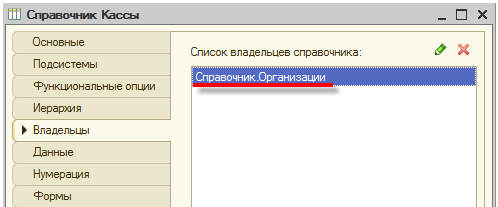 Справочник Кассы
Основные
Подсистемы
Функциональные опции
Иерархия
Владельцы
Данные
Нумерация
Формы
Список владельцев справочника:
Справочник.Организации